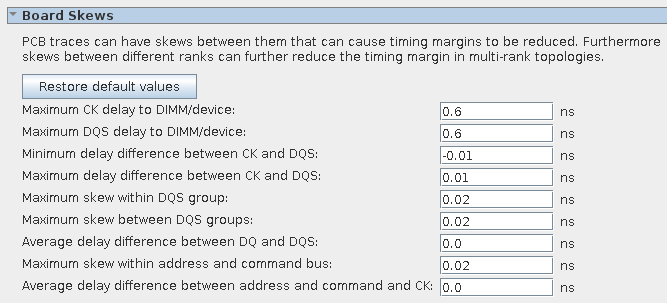 Board Skews
PCB traces can have skews between them that can cause timing margins to be reduced. Furthermore
skews between different ranks can further reduce the timing margin in multi-rank topologies.
Restore default values
Maximum CK delay to DIMM/device: 0.6 ns
Maximum DQS delay to DIMM/device: 0.6 ns
Minimum delay difference between CK and DQS: -0.01 ns
Maximum delay difference between CK and DQS: 0.01 ns
Maximum skew within DQS group: 0.02 ns
Maximum skew between DQS groups: 0.02 ns
Average delay difference between DQ and DQS: 0.0 ns
Maximum skew within address and command bus: 0.02 ns
Average delay difference between address and command and CK: 0.0 ns